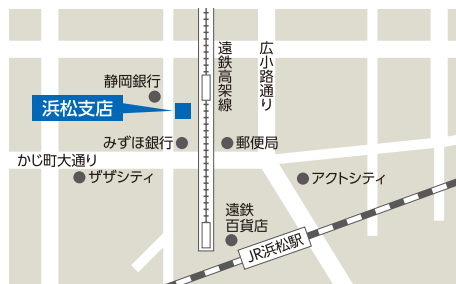 静岡銀行
浜松支店
みずほ銀行
かじ町大通り
ザザシティ
遠鉄高架線
広小路通り
郵便局
アクトシティ
遠鉄
百貨店
JR浜松駅